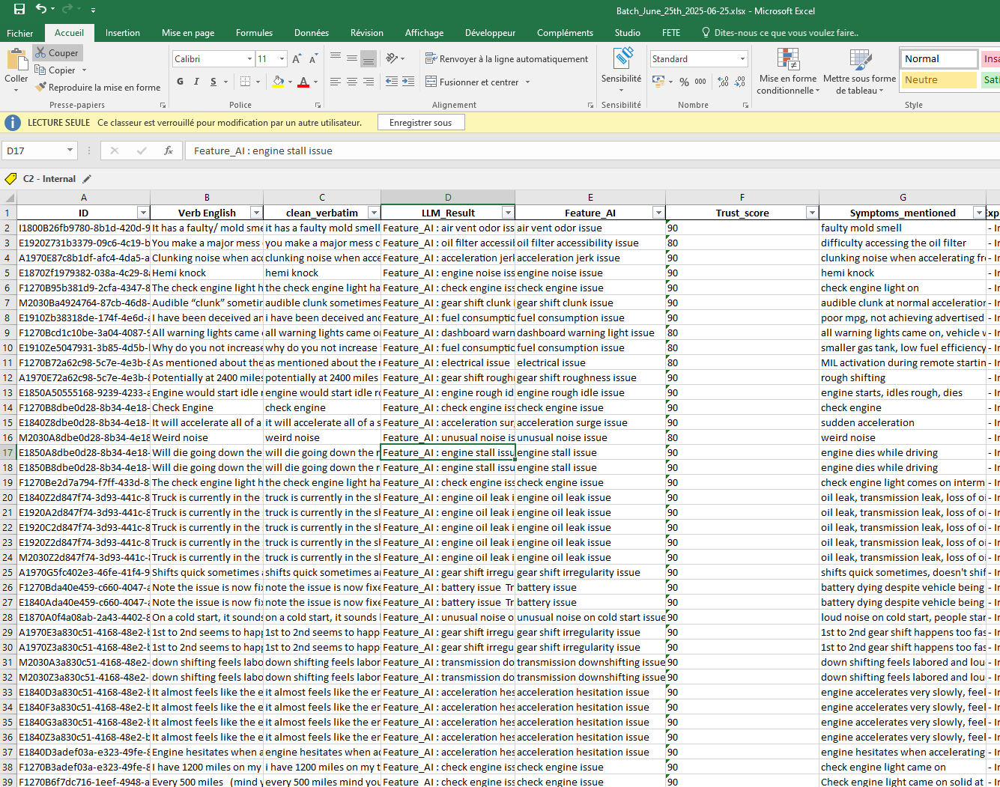 Batch_June_25th_2025-06-25.xlsx - Microsoft Excel
Fichier Accueil Insertion Mise en page Formules Données Révision Affichage Développeur Compléments Studio FETE Dites-nous ce que vous voulez faire..
Coller
Couper
Copier
Reproduire la mise en forme
Presse-papiers
Calibri 11
G I S
Police
Renvoyer à la ligne automatiquement
Fusionner et centrer
Alignement
Sensibilité
Sensibilité
Standard
% 000
Nombre
Mise en forme conditionnelle
Mettre sous forme de tableau
Normal
Neutre
Style
LECTURE SEULE Ce classeur est verrouillé pour modification par un autre utilisateur. Enregistrer sous
D17 fx Feature_AI : engine stall issue
C2 - Internal
A B C D E F G
1 ID Verb English clean_verbatim LLM_Result Feature_AI Trust_score Symptoms_mentioned
2 I1800B26fb9780-8b1d-420d-9 It has a faulty/ mold sme it has a faulty mold smell Feature_AI : air vent odor iss air vent odor issue 90 faulty mold smell
3 E1920Z731b3379-09c6-4c19-b You make a major mess you make a major mess c Feature_AI : oil filter accessil oil filter accessibility issue 80 difficulty accessing the oil filter
4 A1970E87c8b1df-afc4-4da5-a Clunking noise when acc clunking noise when acce Feature_AI : acceleration jerl acceleration jerk issue 90 clunking noise when accelerating fr
5 E1870Zf1979382-038a-4c29-8 Hemi knock hemi knock Feature_AI : engine noise iss engine noise issue 90 hemi knock
6 F1270B95b381d9-2cfa-4347-8 The check engine light h the check engine light ha Feature_AI : check engine iss check engine issue 90 check engine light on
7 M2030Ba4924764-87cb-46d8- Audible “clunk” sometir audible clunk sometimes Feature_AI : gear shift clunk i gear shift clunk issue 90 audible clunk at normal acceleration
8 E1910Zb38318de-174f-4e6d- I have been deceived an i have been deceived and Feature_AI : fuel consumptic fuel consumption issue 90 poor mpg, not achieving advertised
9 F1270Bcd1c10be-3a04-4087-9 All warning lights came all warning lights came o Feature_AI : dashboard warn dashboard warning light issue 80 all warning lights came on, vehicle
10 E1910Ze5047931-3b85-4d5b- Why do you not increase why do you not increase Feature_AI : fuel consumptic fuel consumption issue 80 smaller gas tank, low fuel efficiency
11 F1270B72a62c98-5c7e-4e3b-8 As mentioned about the as mentioned about the Feature_AI : electrical issue electrical issue 80 MIL activation during remote startin
12 A1970E72a62c98-5c7e-4e3b- Potentially at 2400 miles potentially at 2400 miles Feature_AI : gear shift rough gear shift roughness issue 90 rough shifting
13 E1850A50555168-9239-4233- Engine would start idle engine would start idle ro Feature_AI : engine rough id engine rough idle issue 90 engine starts, idles rough, dies
14 F1270B8dbe0d28-8b34-4e18- Check Engine check engine Feature_AI : check engine iss check engine issue 90 check engine
15 E1840Z8dbe0d28-8b34-4e18- It will accelerate all of a it will accelerate all of a s Feature_AI : acceleration sur acceleration surge issue 90 sudden acceleration
16 M2030A8dbe0d28-8b34-4e18 Weird noise weird noise Feature_AI : unusual noise is unusual noise issue 80 weird noise
17 E1850A8dbe0d28-8b34-4e18- Will die going down the will die going down the r Feature_AI : engine stall issu engine stall issue 90 engine dies while driving
18 E1850B8dbe0d28-8b34-4e18- Will die going down the will die going down the r Feature_AI : engine stall issu engine stall issue 90 engine dies while driving
19 F1270Be2d7a794-f7ff-433d-8 The check engine light h the check engine light ha Feature_AI : check engine iss check engine issue 90 check engine light comes on interm
20 E1840Z2d847f74-3d93-441c-8 Truck is currently in the truck is currently in the sl Feature_AI : engine oil leak i engine oil leak issue 90 oil leak, transmission leak, loss of oi
21 E1920A2d847f74-3d93-441c-8 Truck is currently in the truck is currently in the sl Feature_AI : engine oil leak i engine oil leak issue 90 oil leak, transmission leak, loss of oi
22 E1920C2d847f74-3d93-441c-8 Truck is currently in the truck is currently in the sl Feature_AI : engine oil leak i engine oil leak issue 90 oil leak, transmission leak, loss of oi
23 E1920Z2d847f74-3d93-441c-8 Truck is currently in the truck is currently in the sl Feature_AI : engine oil leak i engine oil leak issue 90 oil leak, transmission leak, loss of oi
24 M2030Z2d847f74-3d93-441c- Truck is currently in the truck is currently in the sl Feature_AI : engine oil leak i engine oil leak issue 90 oil leak, transmission leak, loss of oi
25 A1970G5fc402e3-46fe-41f4-9 Shifts quick sometimes shifts quick sometimes a Feature_AI : gear shift irregu gear shift irregularity issue 90 shifts quick sometimes, doesn't shif
26 F1270Bda40e459-c660-4047-a Note the issue is now fix note the issue is now fixe Feature_AI : battery issue Tr battery issue 90 battery dying despite vehicle being
27 E1840Ada40e459-c660-4047-a Note the issue is now fix note the issue is now fixe Feature_AI : battery issue Tr battery issue 90 battery dying despite vehicle being
28 E1870A0f4a08ab-2a43-4402-8 On a cold start, it sounds on a cold start, it sounds Feature_AI : unusual noise o unusual noise on cold start issue 90 loud noise on cold start, people star
29 A1970E3a830c51-4168-48e2-b 1st to 2nd seems to happ 1st to 2nd seems to happ Feature_AI : gear shift irregu gear shift irregularity issue 90 1st to 2nd gear shift happens too fas
30 A1970Z3a830c51-4168-48e2-b 1st to 2nd seems to happ 1st to 2nd seems to happ Feature_AI : gear shift irregu gear shift irregularity issue 90 1st to 2nd gear shift happens too fas
31 M2030A3a830c51-4168-48e2- down shifting feels labo down shifting feels labor Feature_AI : transmission do transmission downshifting issue 90 down shifting feels labored and lou
32 M2030Z3a830c51-4168-48e2- down shifting feels labo down shifting feels labor Feature_AI : transmission do transmission downshifting issue 90 down shifting feels labored and lou
33 E1840D3a830c51-4168-48e2-b It almost feels like the e it almost feels like the er Feature_AI : acceleration hes acceleration hesitation issue 90 engine accelerates very slowly, feel
34 E1840F3a830c51-4168-48e2-b It almost feels like the e it almost feels like the er Feature_AI : acceleration hes acceleration hesitation issue 90 engine accelerates very slowly, feel
35 E1840G3a830c51-4168-48e2-b It almost feels like the e it almost feels like the er Feature_AI : acceleration hes acceleration hesitation issue 90 engine accelerates very slowly, feel
36 E1840Z3a830c51-4168-48e2-b It almost feels like the e it almost feels like the er Feature_AI : acceleration hes acceleration hesitation issue 90 engine accelerates very slowly, feel
37 E1840D3adef03a-e323-49fe-8 Engine hesitates when a engine hesitates when ac Feature_AI : acceleration hes acceleration hesitation issue 90 engine hesitates when accelerating
38 F1270B3adef03a-e323-49fe-8 I have 1200 miles on my i have 1200 miles on my t Feature_AI : check engine iss check engine issue 90 check engine light came on
39 F1270B6f7dc716-1eef-4948-a Every 500 miles (mind y every 500 miles mind you Feature_AI : check engine iss check engine issue 90 Check engine light came on solid at